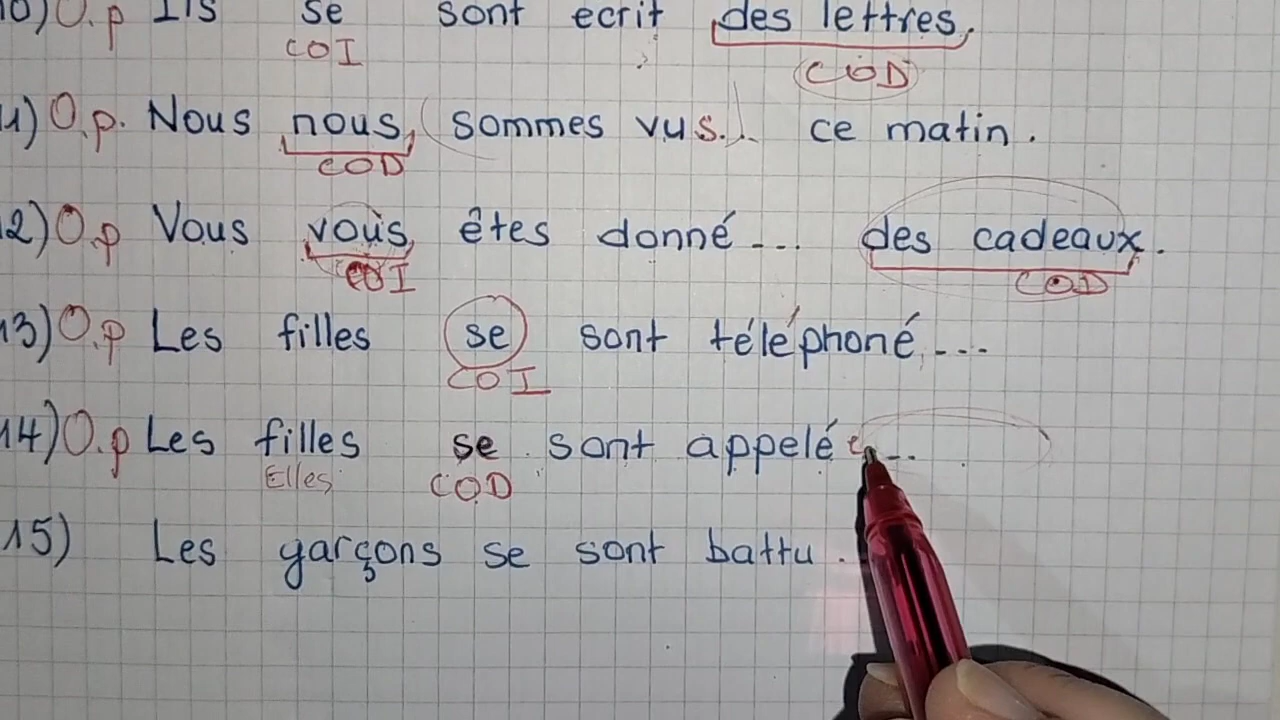 0) O.p Ils se sont ecrit des lettres.
COI COD
11) O.p. Nous nous sommes vus. ce matin.
COD
12) O.p Vous vous êtes donné... des cadeaux.
COI COD
13) O.p Les filles se sont téléphoné...
COI
14) O.p Les filles se sont appelée..
Elles COD
15) Les garçons se sont battu.